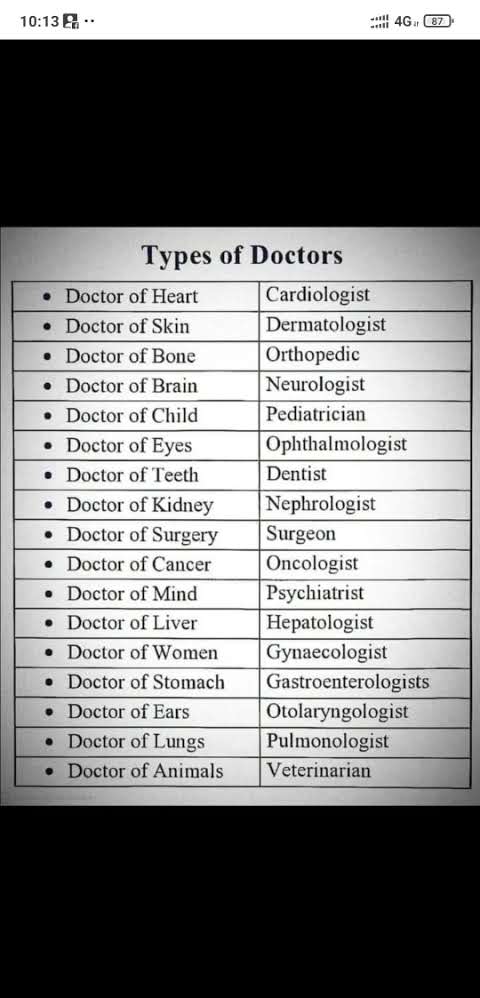 10:13
4G
87
Types of Doctors
• Doctor of Heart Cardiologist
• Doctor of Skin Dermatologist
• Doctor of Bone Orthopedic
• Doctor of Brain Neurologist
• Doctor of Child Pediatrician
• Doctor of Eyes Ophthalmologist
• Doctor of Teeth Dentist
• Doctor of Kidney Nephrologist
• Doctor of Surgery Surgeon
• Doctor of Cancer Oncologist
• Doctor of Mind Psychiatrist
• Doctor of Liver Hepatologist
• Doctor of Women Gynaecologist
• Doctor of Stomach Gastroenterologists
• Doctor of Ears Otolaryngologist
• Doctor of Lungs Pulmonologist
• Doctor of Animals Veterinarian